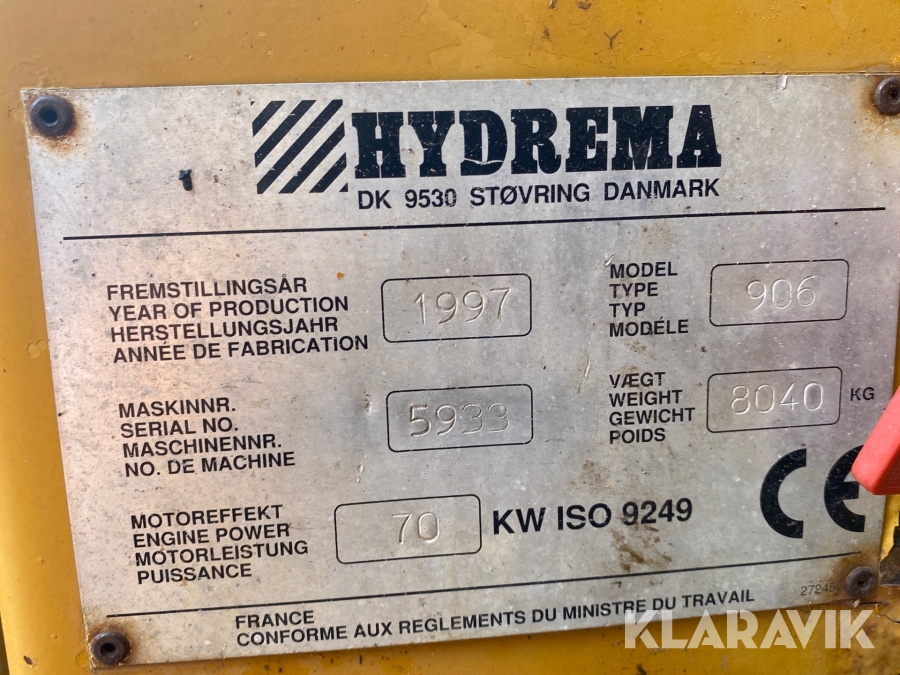 HYDREMA
DK 9530 STØVRING DANMARK
FREMSTILLINGSÅR
YEAR OF PRODUCTION
HERSTELLUNGSJAHR
ANNÉE DE FABRICATION
1997
MODEL
TYPE
TYP
MODÉLE
906
MASKINNR.
SERIAL NO.
MASCHINENNR.
NO. DE MACHINE
5933
VÆGT
WEIGHT
GEWICHT
POIDS
8040 KG
MOTOREFFEKT
ENGINE POWER
MOTORLEISTUNG
PUISSANCE
70 KW ISO 9249
CE
FRANCE
CONFORME AUX REGLEMENTS DU MINISTRE DU TRAVAIL
KLARAVIK